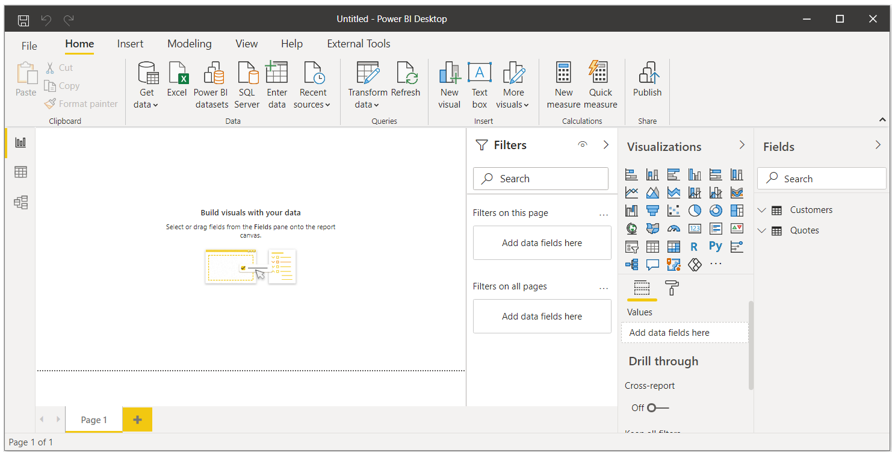 Untitled - Power BI Desktop
File Home Insert Modeling View Help External Tools
Paste
Cut
Copy
Format painter
Clipboard
Get data
Excel
Power BI datasets
SQL Server
Enter data
Recent sources
Data
Transform data
Refresh
Queries
New visual
Text box
More visuals
Insert
New measure
Quick measure
Calculations
Publish
Share
Build visuals with your data
Select or drag fields from the Fields pane onto the report
canvas.
Filters
Search
Filters on this page ...
Add data fields here
Filters on all pages ...
Add data fields here
Visualizations
R Py
...
Values
Add data fields here
Drill through
Cross-report
Off
Keep all filters
Fields
Search
Customers
Quotes
Page 1 +
Page 1 of 1